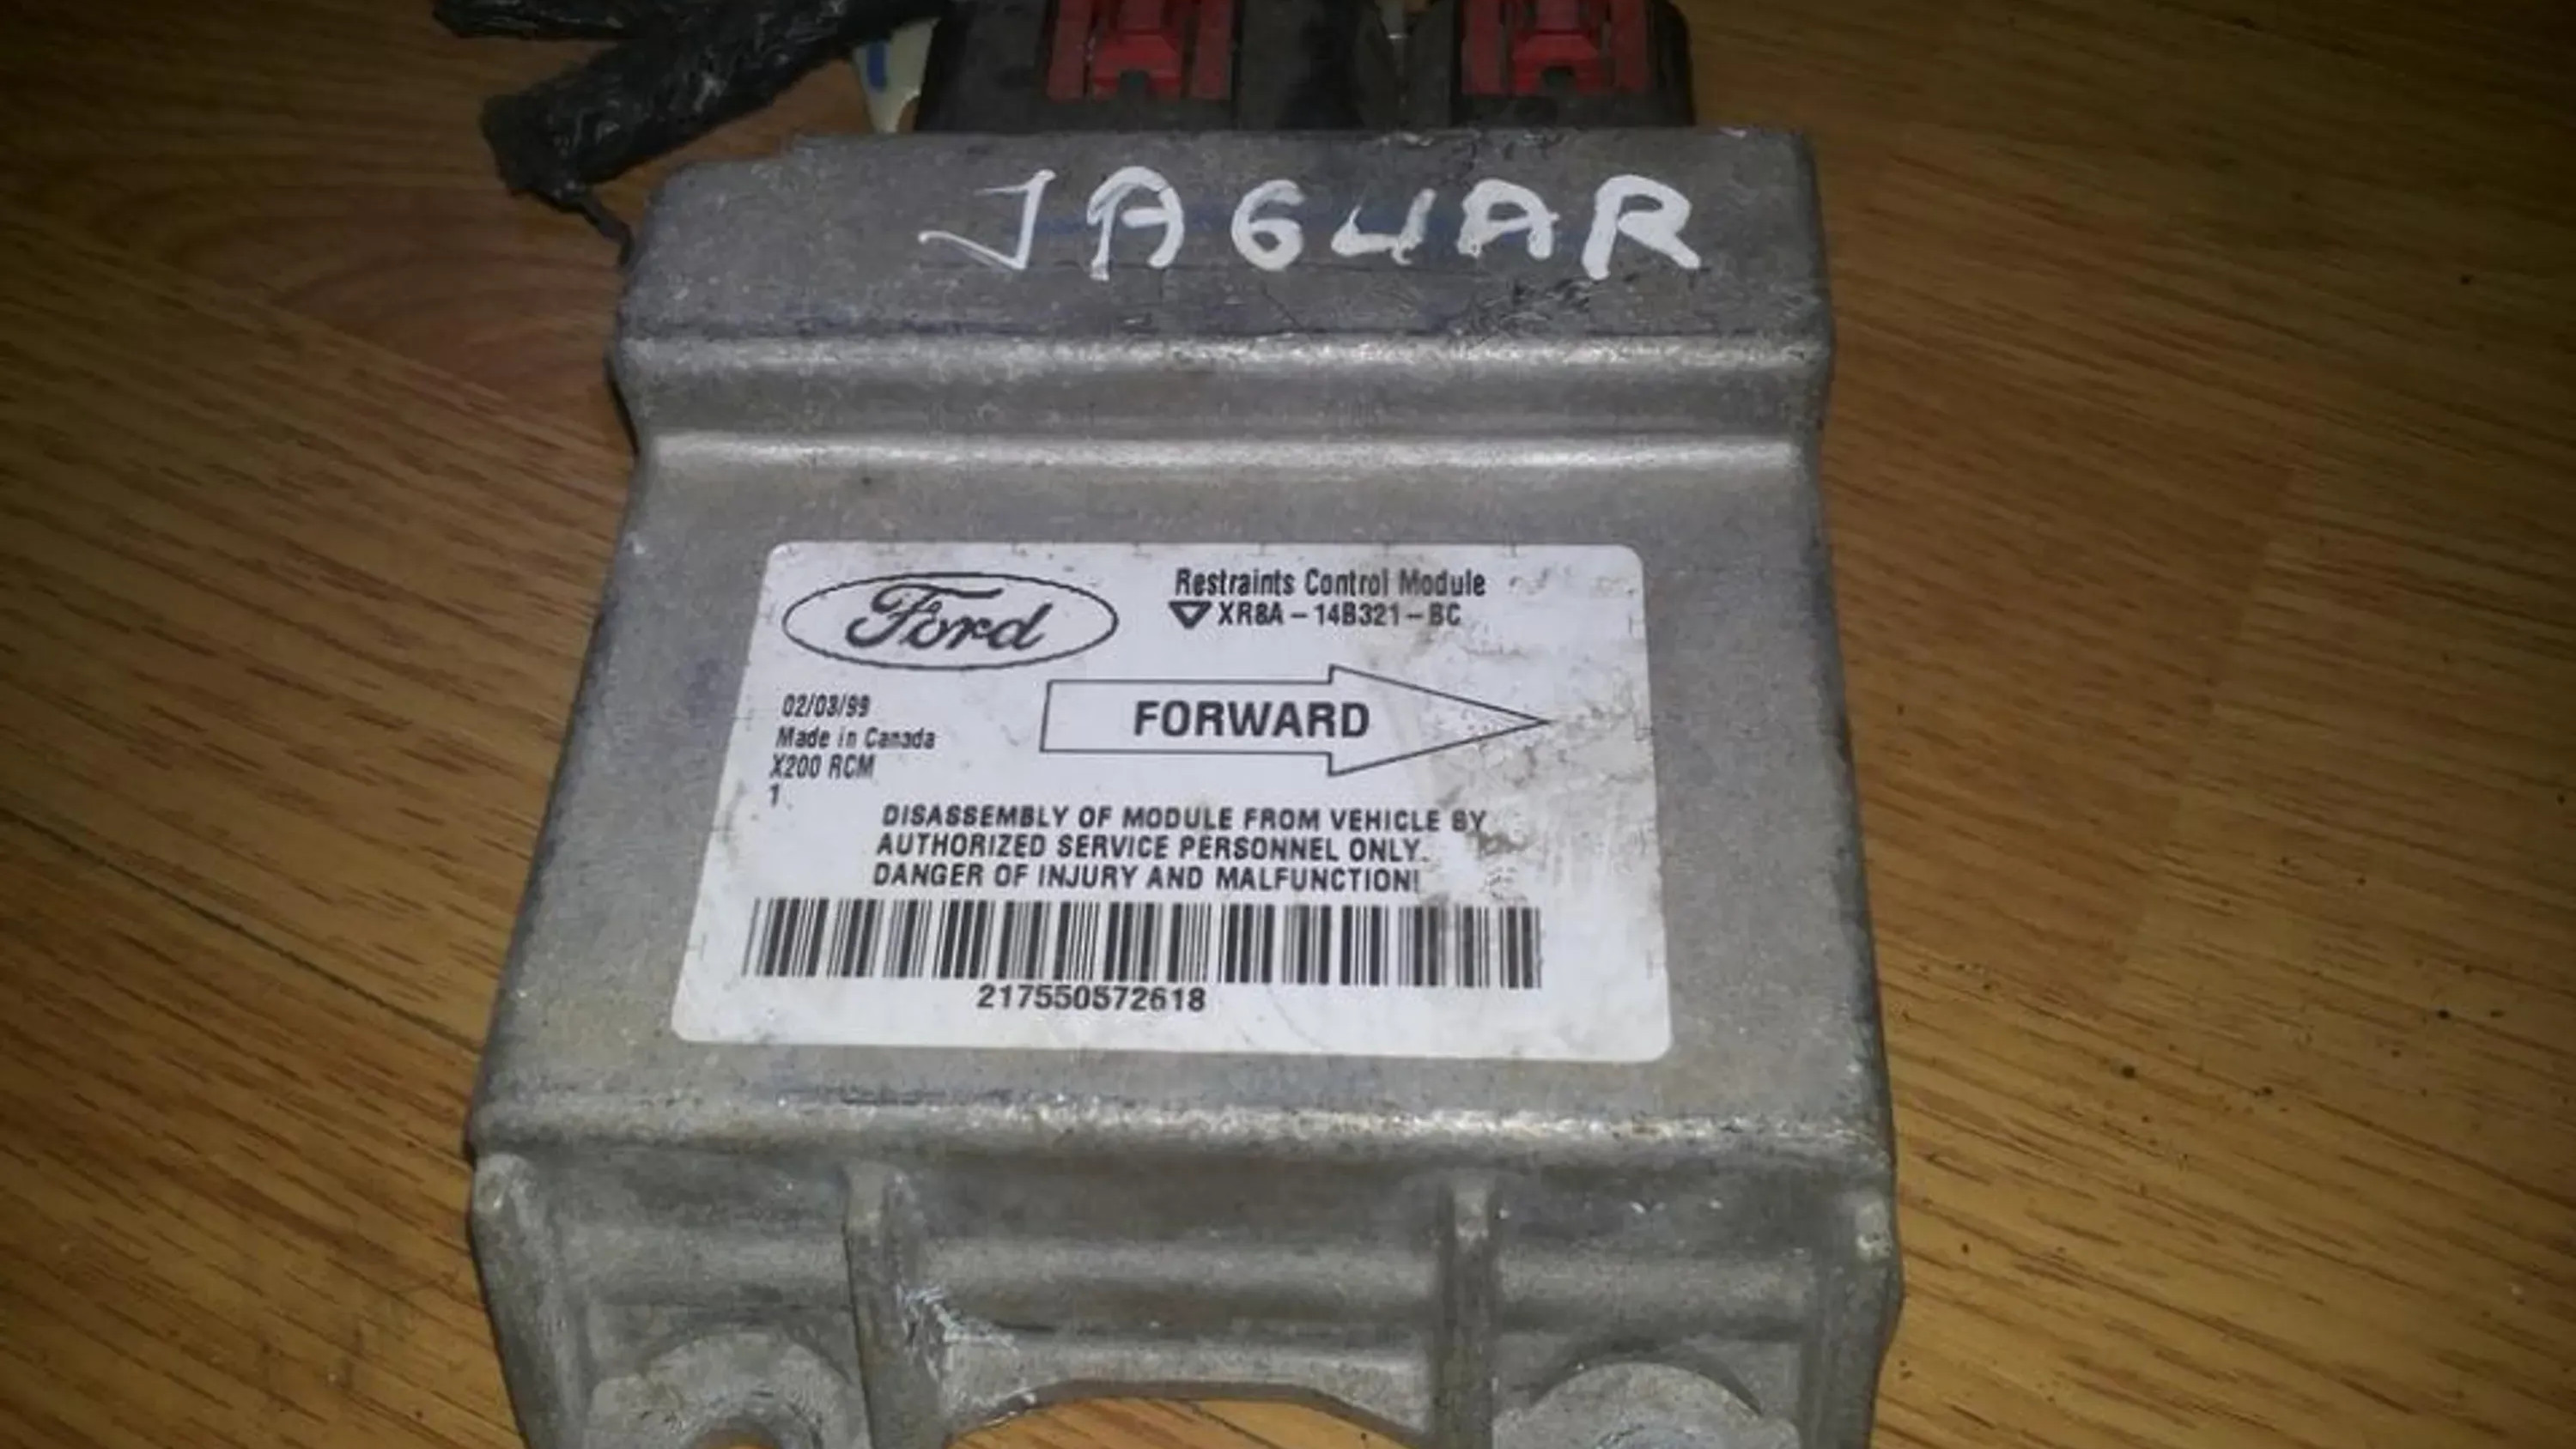 JAGUAR
Ford
Restraints Control Module
XR8A-14B321-BC
FORWARD
02/03/99
Made in Canada
X200 RCM
1
DISASSEMBLY OF MODULE FROM VEHICLE BY
AUTHORIZED SERVICE PERSONNEL ONLY.
DANGER OF INJURY AND MALFUNCTION!
217550572618